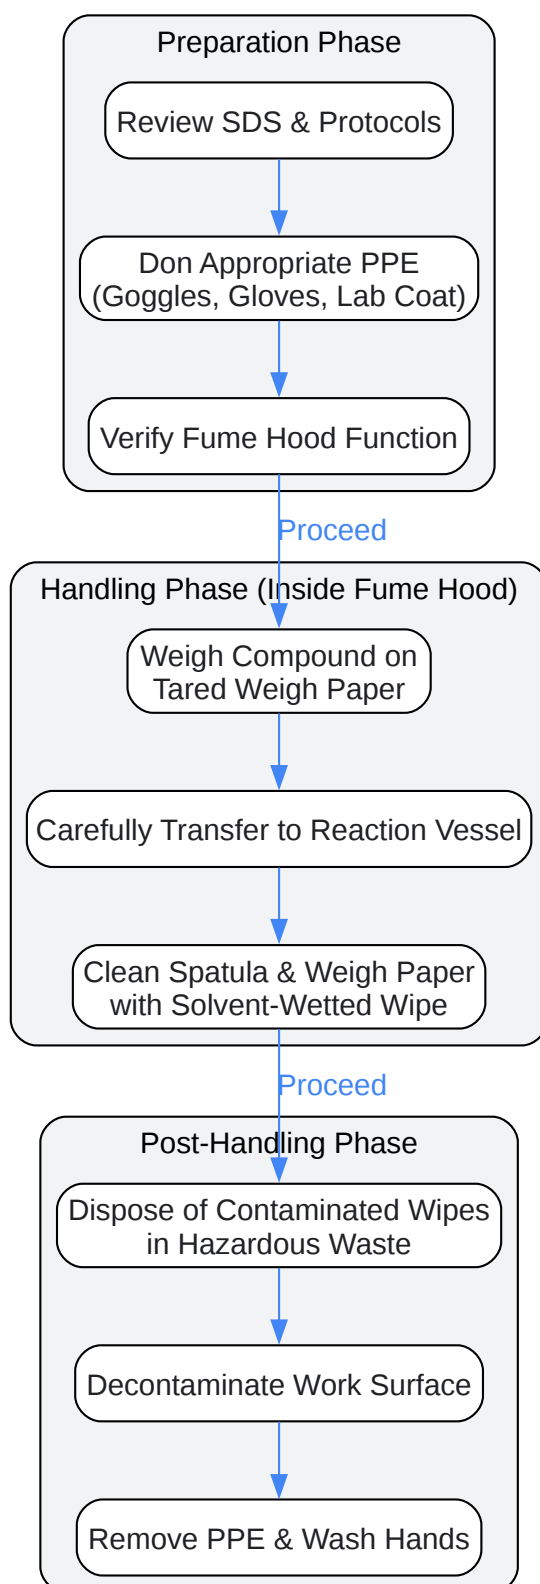 Preparation Phase
Review SDS & Protocols
Don Appropriate PPE
(Goggles, Gloves, Lab Coat)
Verify Fume Hood Function
Proceed
Handling Phase (Inside Fume Hood)
Weigh Compound on
Tared Weigh Paper
Carefully Transfer to Reaction Vessel
Clean Spatula & Weigh Paper
with Solvent-Wetted Wipe
Proceed
Post-Handling Phase
Dispose of Contaminated Wipes
in Hazardous Waste
Decontaminate Work Surface
Remove PPE & Wash Hands